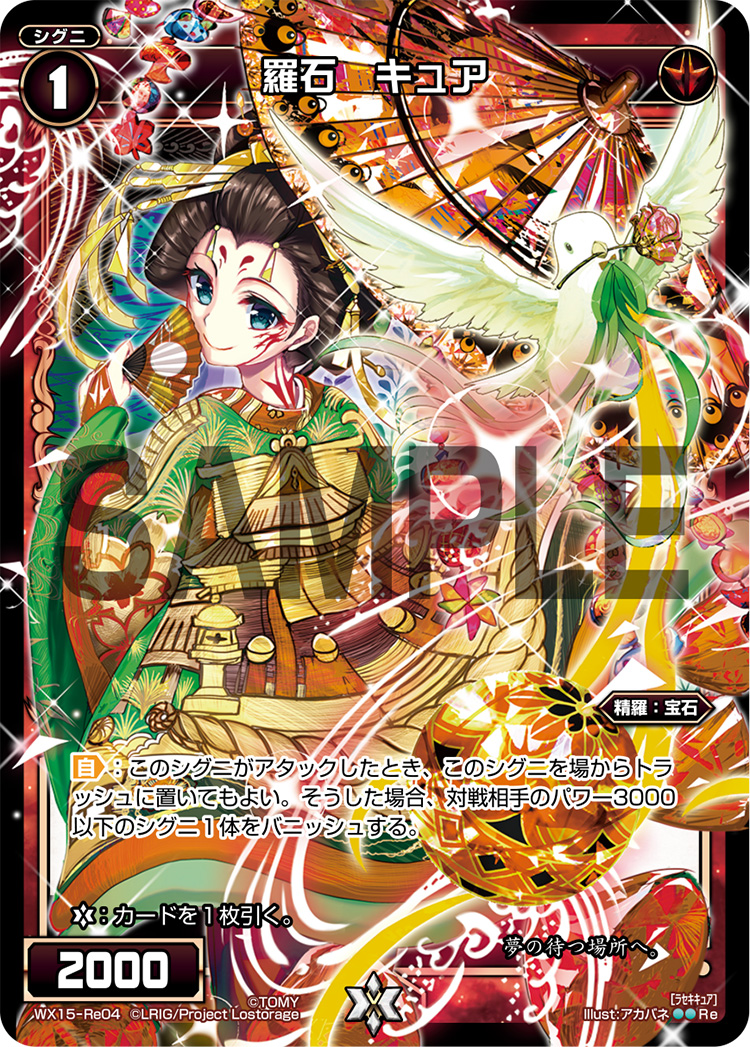 シグニ
1
羅石　キュア
SAMPLE
精羅：宝石
自：このシグニがアタックしたとき、このシグニを場からトラ
ッシュに置いてもよい。そうした場合、対戦相手のパワー3000
以下のシグニ1体をバニッシュする。
：カードを1枚引く。
夢の待つ場所へ。
2000
©TOMY
[ラセキキュア]
WX15-Re04 ©LRIG/Project Lostorage
Illust:アカバネ Re